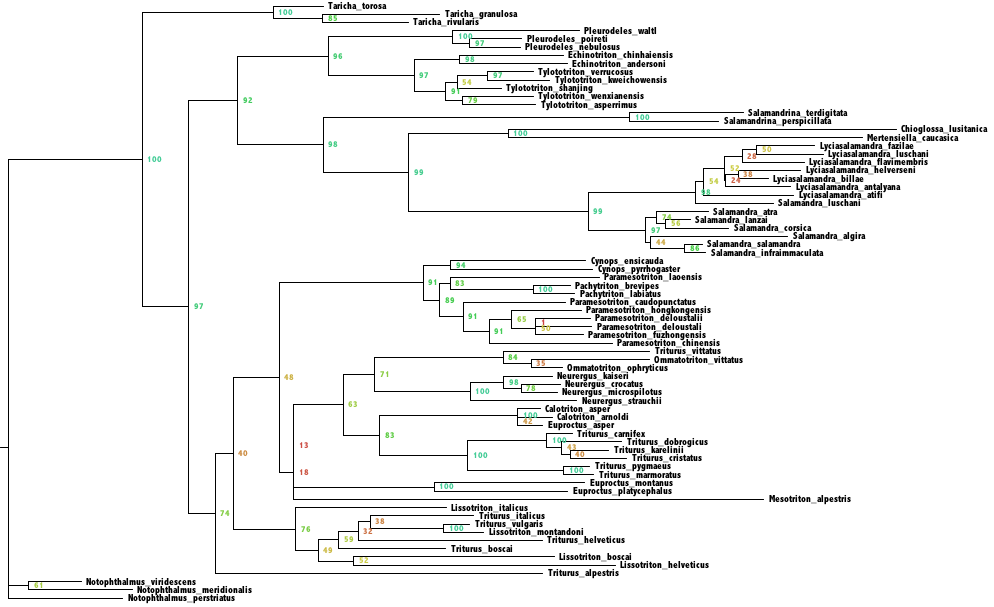 Taricha_torosa
100
Taricha_granulosa
85
Taricha_rivularis
Pleurodeles_waltl
100
Pleurodeles_poireti
97
Pleurodeles_nebulosus
96
Echinotriton_chinhaiensis
98
Echinotriton_andersoni
97
Tylototriton_verrucosus
97
Tylototriton_kweichowensis
54
Tylototriton_shanjing
91
Tylototriton_wenxianensis
79
Tylototriton_asperrimus
92
Salamandrina_terdigitata
100
Salamandrina_perspicillata
98
Chioglossa_lusitanica
100
Mertensiella_caucasica
99
Lyciasalamandra_fazilae
50
Lyciasalamandra_luschani
28
Lyciasalamandra_flavimembris
52
Lyciasalamandra_helverseni
38
Lyciasalamandra_billae
24
54
Lyciasalamandra_antalyana
98
Lyciasalamandra_atifi
Salamandra_luschani
99
Salamandra_atra
74
Salamandra_lanzai
56
Salamandra_corsica
97
Salamandra_algira
44
Salamandra_salamandra
86
Salamandra_infraimmaculata
100
97
Cynops_ensicauda
94
Cynops_pyrrhogaster
91
Paramesotriton_laoensis
83
Pachytriton_brevipes
100
Pachytriton_labiatus
89
Paramesotriton_caudopunctatus
91
Paramesotriton_hongkongensis
65
Paramesotriton_deloustalii
1
Paramesotriton_deloustali
Paramesotriton_fuzhongensis
91
Paramesotriton_chinensis
48
Triturus_vittatus
84
Ommatotriton_vittatus
35
Ommatotriton_ophryticus
71
Neurergus_kaiseri
98
Neurergus_crocatus
78
Neurergus_microspilotus
100
Neurergus_strauchii
63
Calotriton_asper
100
Calotriton_arnoldi
42
Euproctus_asper
83
Triturus_carnifex
100
Triturus_dobrogicus
43
Triturus_karelinii
40
Triturus_cristatus
100
Triturus_pygmaeus
100
Triturus_marmoratus
13
18
Euproctus_montanus
100
Euproctus_platycephalus
Mesotriton_alpestris
40
74
Lissotriton_italicus
76
Triturus_italicus
38
Triturus_vulgaris
100
Lissotriton_montandoni
32
59
Triturus_helveticus
49
Triturus_boscai
Lissotriton_boscai
52
Lissotriton_helveticus
Triturus_alpestris
Notophthalmus_viridescens
61
Notophthalmus_meridionalis
Notophthalmus_perstriatus